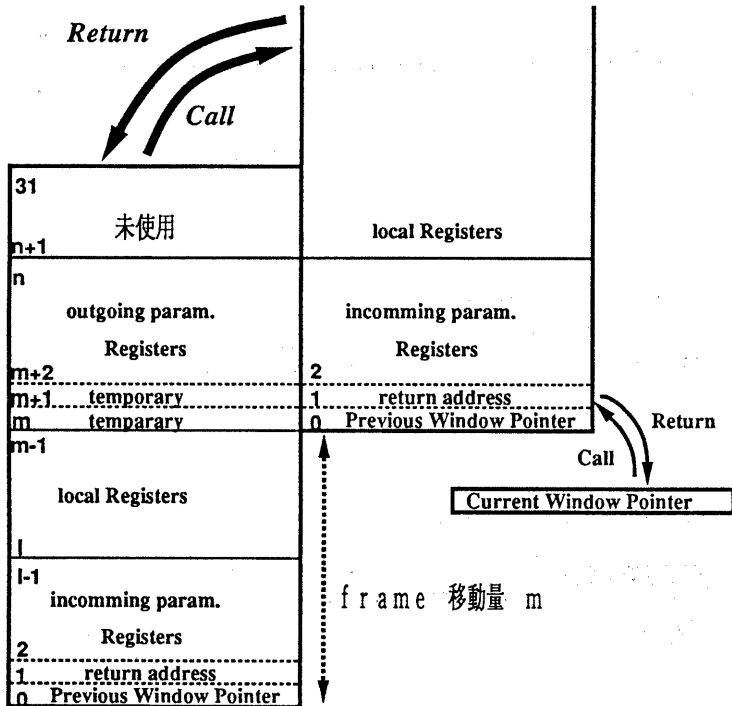 Return
Call
31
未使用
n+1
local Registers
n
outgoing param.
Registers
m+2
incomming param.
Registers
2
m+1 temporary
1 return address
m temparary
0 Previous Window Pointer
m-1
local Registers
l
Return
Call
Current Window Pointer
l-1
incomming param.
Registers
2
1 return address
0 Previous Window Pointer
frame 移動量 m